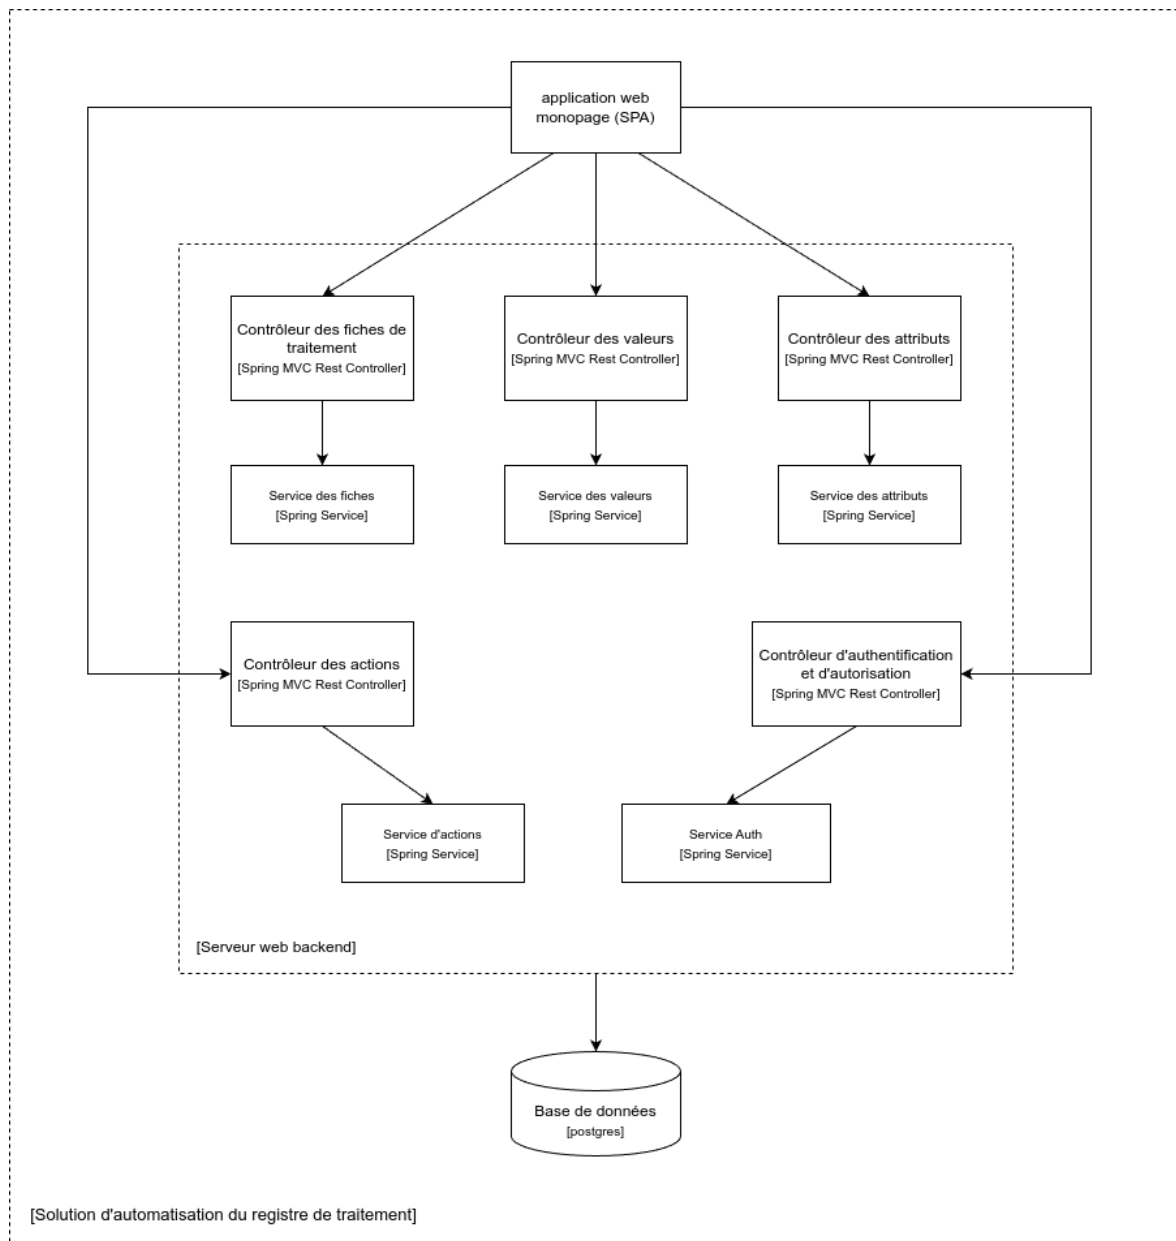 application web
monopage (SPA)
Contrôleur des fiches de
traitement
[Spring MVC Rest Controller]
Contrôleur des valeurs
[Spring MVC Rest Controller]
Contrôleur des attributs
[Spring MVC Rest Controller]
Service des fiches
[Spring Service]
Service des valeurs
[Spring Service]
Service des attributs
[Spring Service]
Contrôleur des actions
[Spring MVC Rest Controller]
Contrôleur d'authentification
et d'autorisation
[Spring MVC Rest Controller]
Service d'actions
[Spring Service]
Service Auth
[Spring Service]
[Serveur web backend]
Base de données
[postgres]
[Solution d'automatisation du registre de traitement]